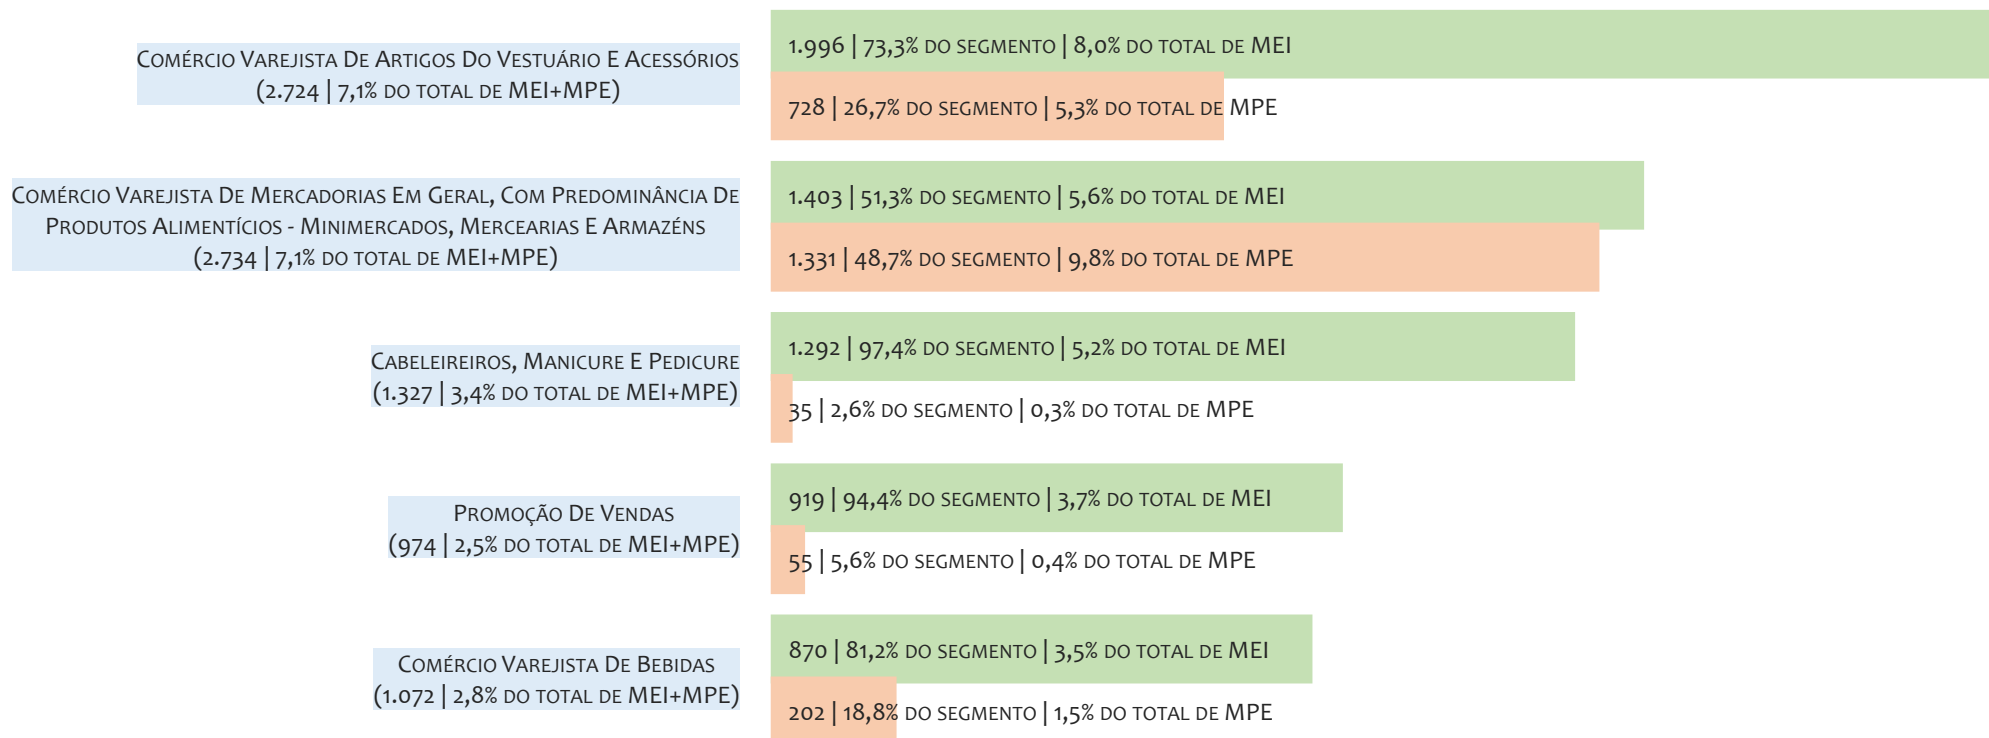 Comércio Varejista De Artigos Do Vestuário E Acessórios
(2.724 | 7,1% do total de MEI+MPE)
1.996 | 73,3% do segmento | 8,0% do total de MEI
728 | 26,7% do segmento | 5,3% do total de MPE
Comércio Varejista De Mercadorias Em Geral, Com Predominância De
Produtos Alimentícios - Minimercados, Mercearias E Armazéns
(2.734 | 7,1% do total de MEI+MPE)
1.403 | 51,3% do segmento | 5,6% do total de MEI
1.331 | 48,7% do segmento | 9,8% do total de MPE
Cabeleireiros, Manicure E Pedicure
(1.327 | 3,4% do total de MEI+MPE)
1.292 | 97,4% do segmento | 5,2% do total de MEI
35 | 2,6% do segmento | 0,3% do total de MPE
Promoção De Vendas
(974 | 2,5% do total de MEI+MPE)
919 | 94,4% do segmento | 3,7% do total de MEI
55 | 5,6% do segmento | 0,4% do total de MPE
Comércio Varejista De Bebidas
(1.072 | 2,8% do total de MEI+MPE)
870 | 81,2% do segmento | 3,5% do total de MEI
202 | 18,8% do segmento | 1,5% do total de MPE